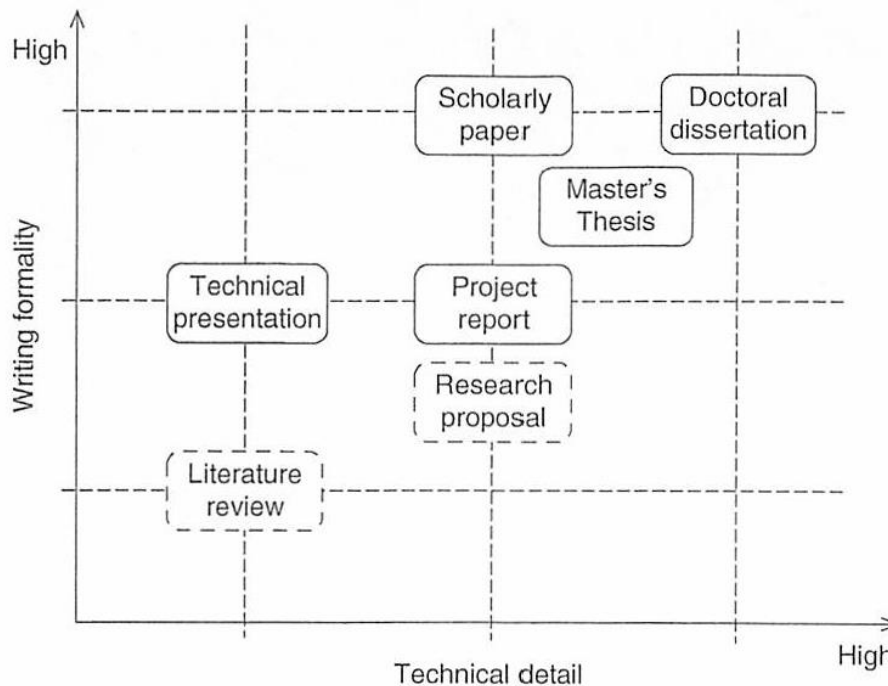 High
Scholarly
paper
Doctoral
dissertation
Master's
Thesis
Writing formality
Technical
presentation
Project
report
Research
proposal
Literature
review
High
Technical detail